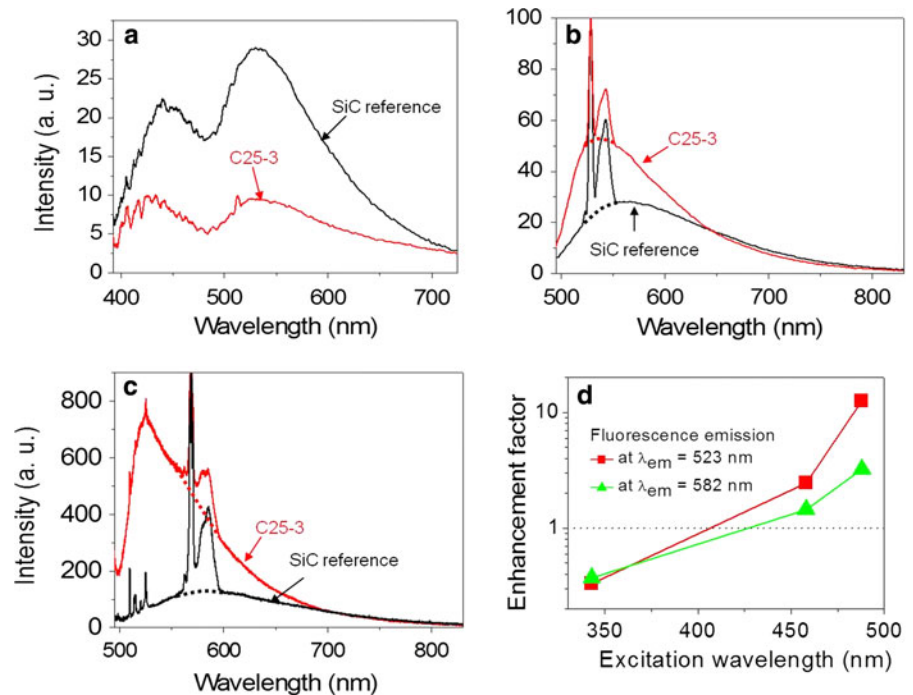 a
30
25
20
15
10
5
0
Intensity (a. u.)
SiC reference
C25-3
400 500 600 700
Wavelength (nm)
b
100
80
60
40
20
0
C25-3
SiC reference
500 600 700 800
Wavelength (nm)
c
800
600
400
200
0
Intensity (a. u.)
C25-3
SiC reference
500 600 700 800
Wavelength (nm)
d
10
1
Enhancement factor
Fluorescence emission
at λem = 523 nm
at λem = 582 nm
343 400 450 500
Excitation wavelength (nm)